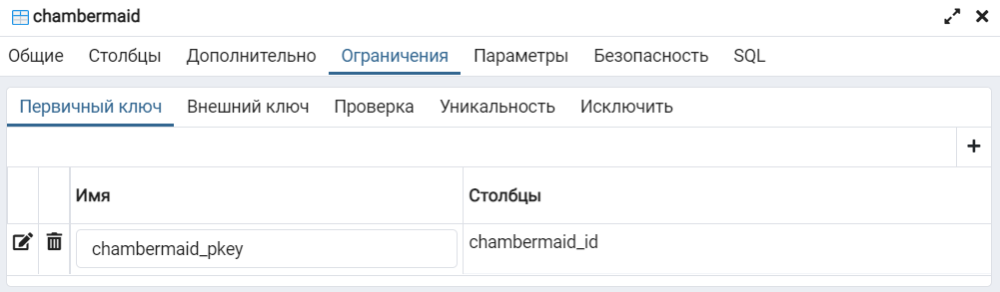 chambermaid
Общие Столбцы Дополнительно Ограничения Параметры Безопасность SQL
Первичный ключ Внешний ключ Проверка Уникальность Исключить
Имя Столбцы
chambermaid_pkey chambermaid_id